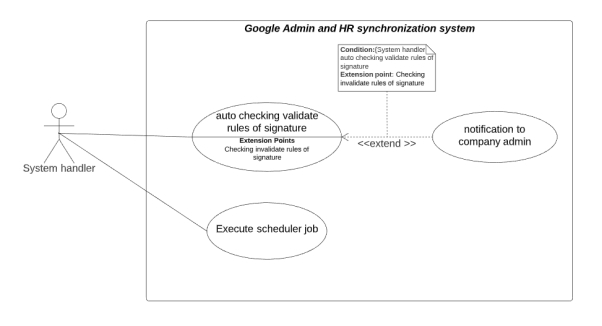 Google Admin and HR synchronization system
Condition:{System handler
auto checking validate rules of
signature
Extension point: Checking
invalidate rules of signature
auto checking validate
rules of signature
Extension Points
Checking invalidate rules of
signature
<<extend >>
notification to
company admin
System handler
Execute scheduler job